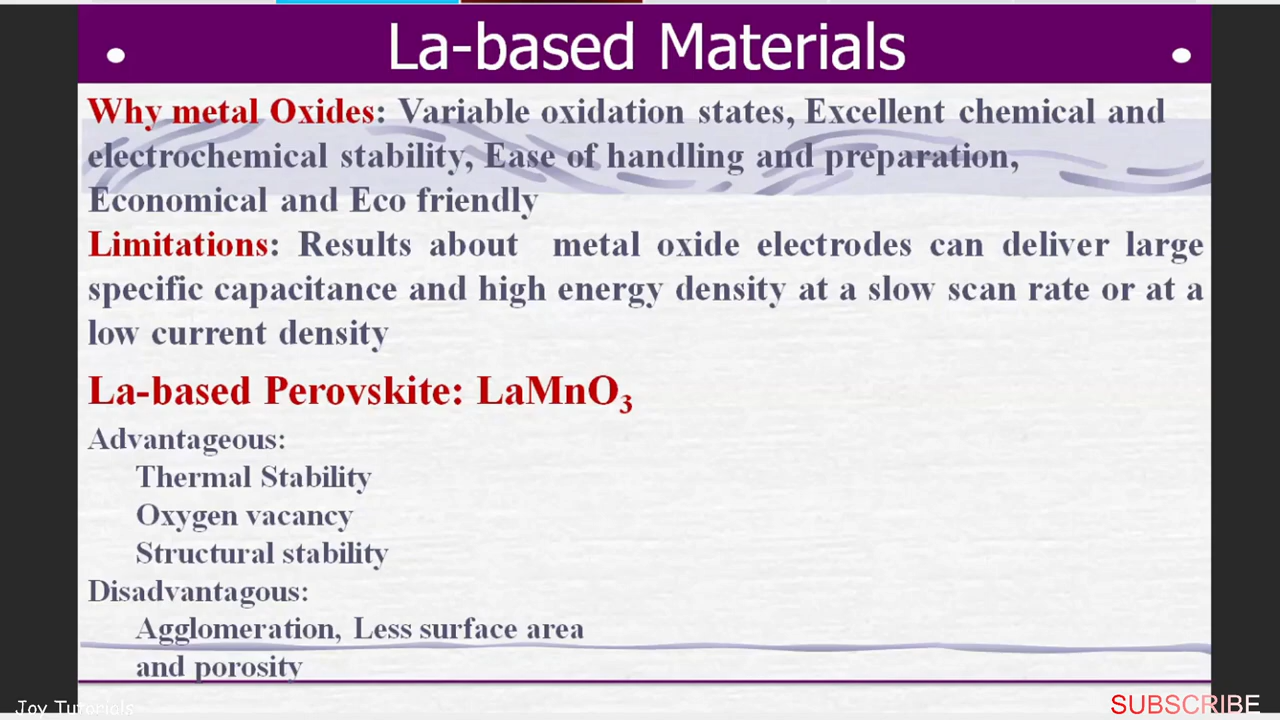 La-based Materials
Why metal Oxides: Variable oxidation states, Excellent chemical and
electrochemical stability, Ease of handling and preparation,
Economical and Eco friendly
Limitations: Results about metal oxide electrodes can deliver large
specific capacitance and high energy density at a slow scan rate or at a
low current density
La-based Perovskite: LaMnO₃
Advantageous:
Thermal Stability
Oxygen vacancy
Structural stability
Disadvantagous:
Agglomeration, Less surface area
and porosity
Joy Tutorials
SUBSCRIBE